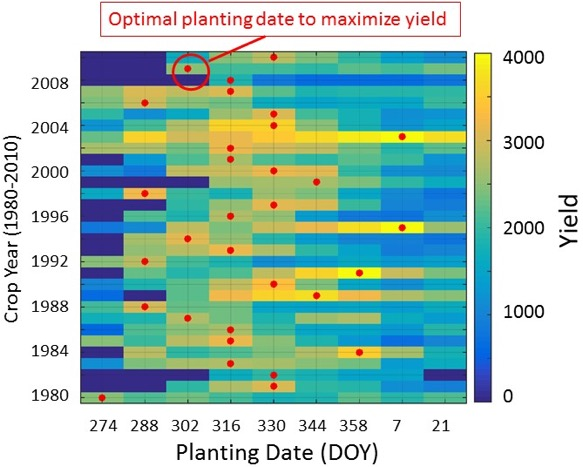 Optimal planting date to maximize yield
Crop Year (1980-2010)
2008
2004
2000
1996
1992
1988
1984
1980
274 288 302 316 330 344 358 7 21
Planting Date (DOY)
4000
3000
2000
1000
0
Yield